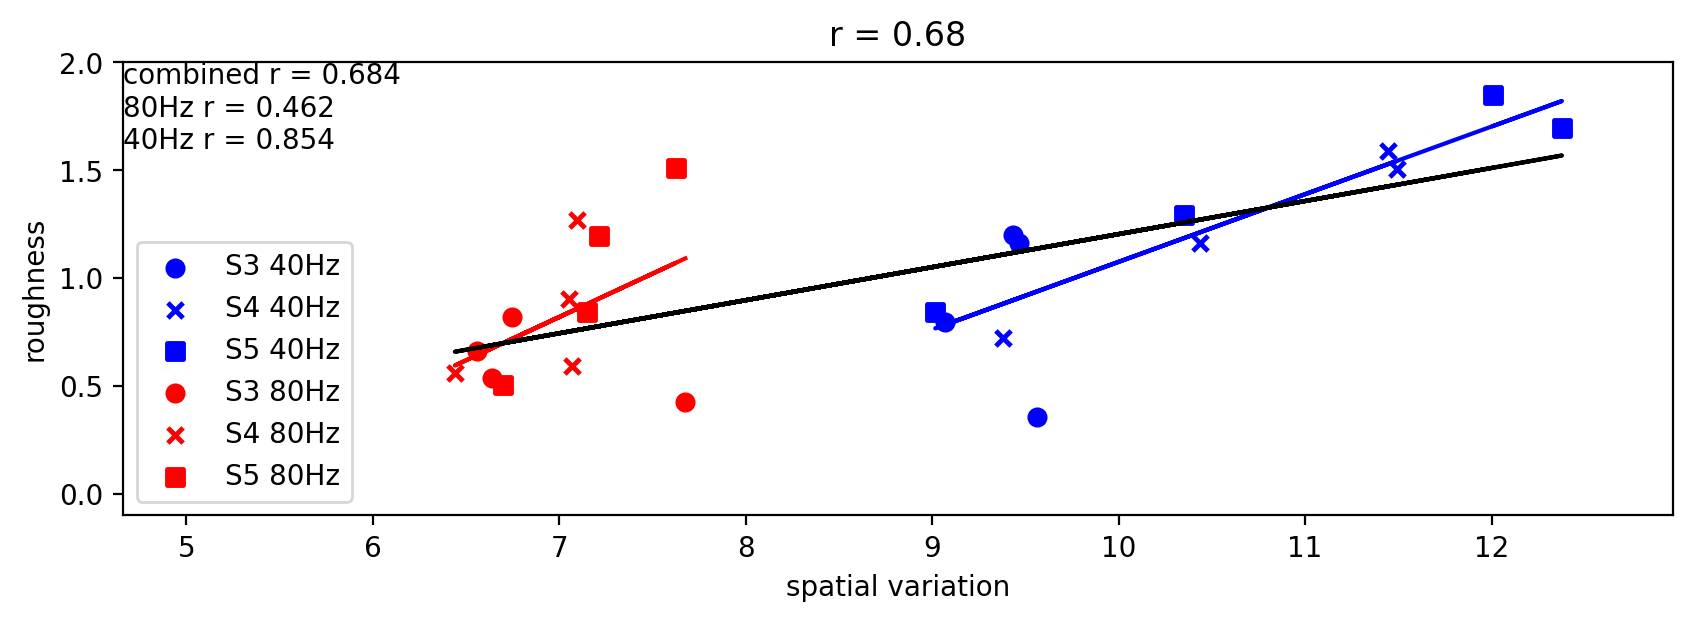 r = 0.68
combined r = 0.684
80Hz r = 0.462
40Hz r = 0.854
2.0
1.5
1.0
0.5
0.0
roughness
S3 40Hz
S4 40Hz
S5 40Hz
S3 80Hz
S4 80Hz
S5 80Hz
5 6 7 8 9 10 11 12
spatial variation